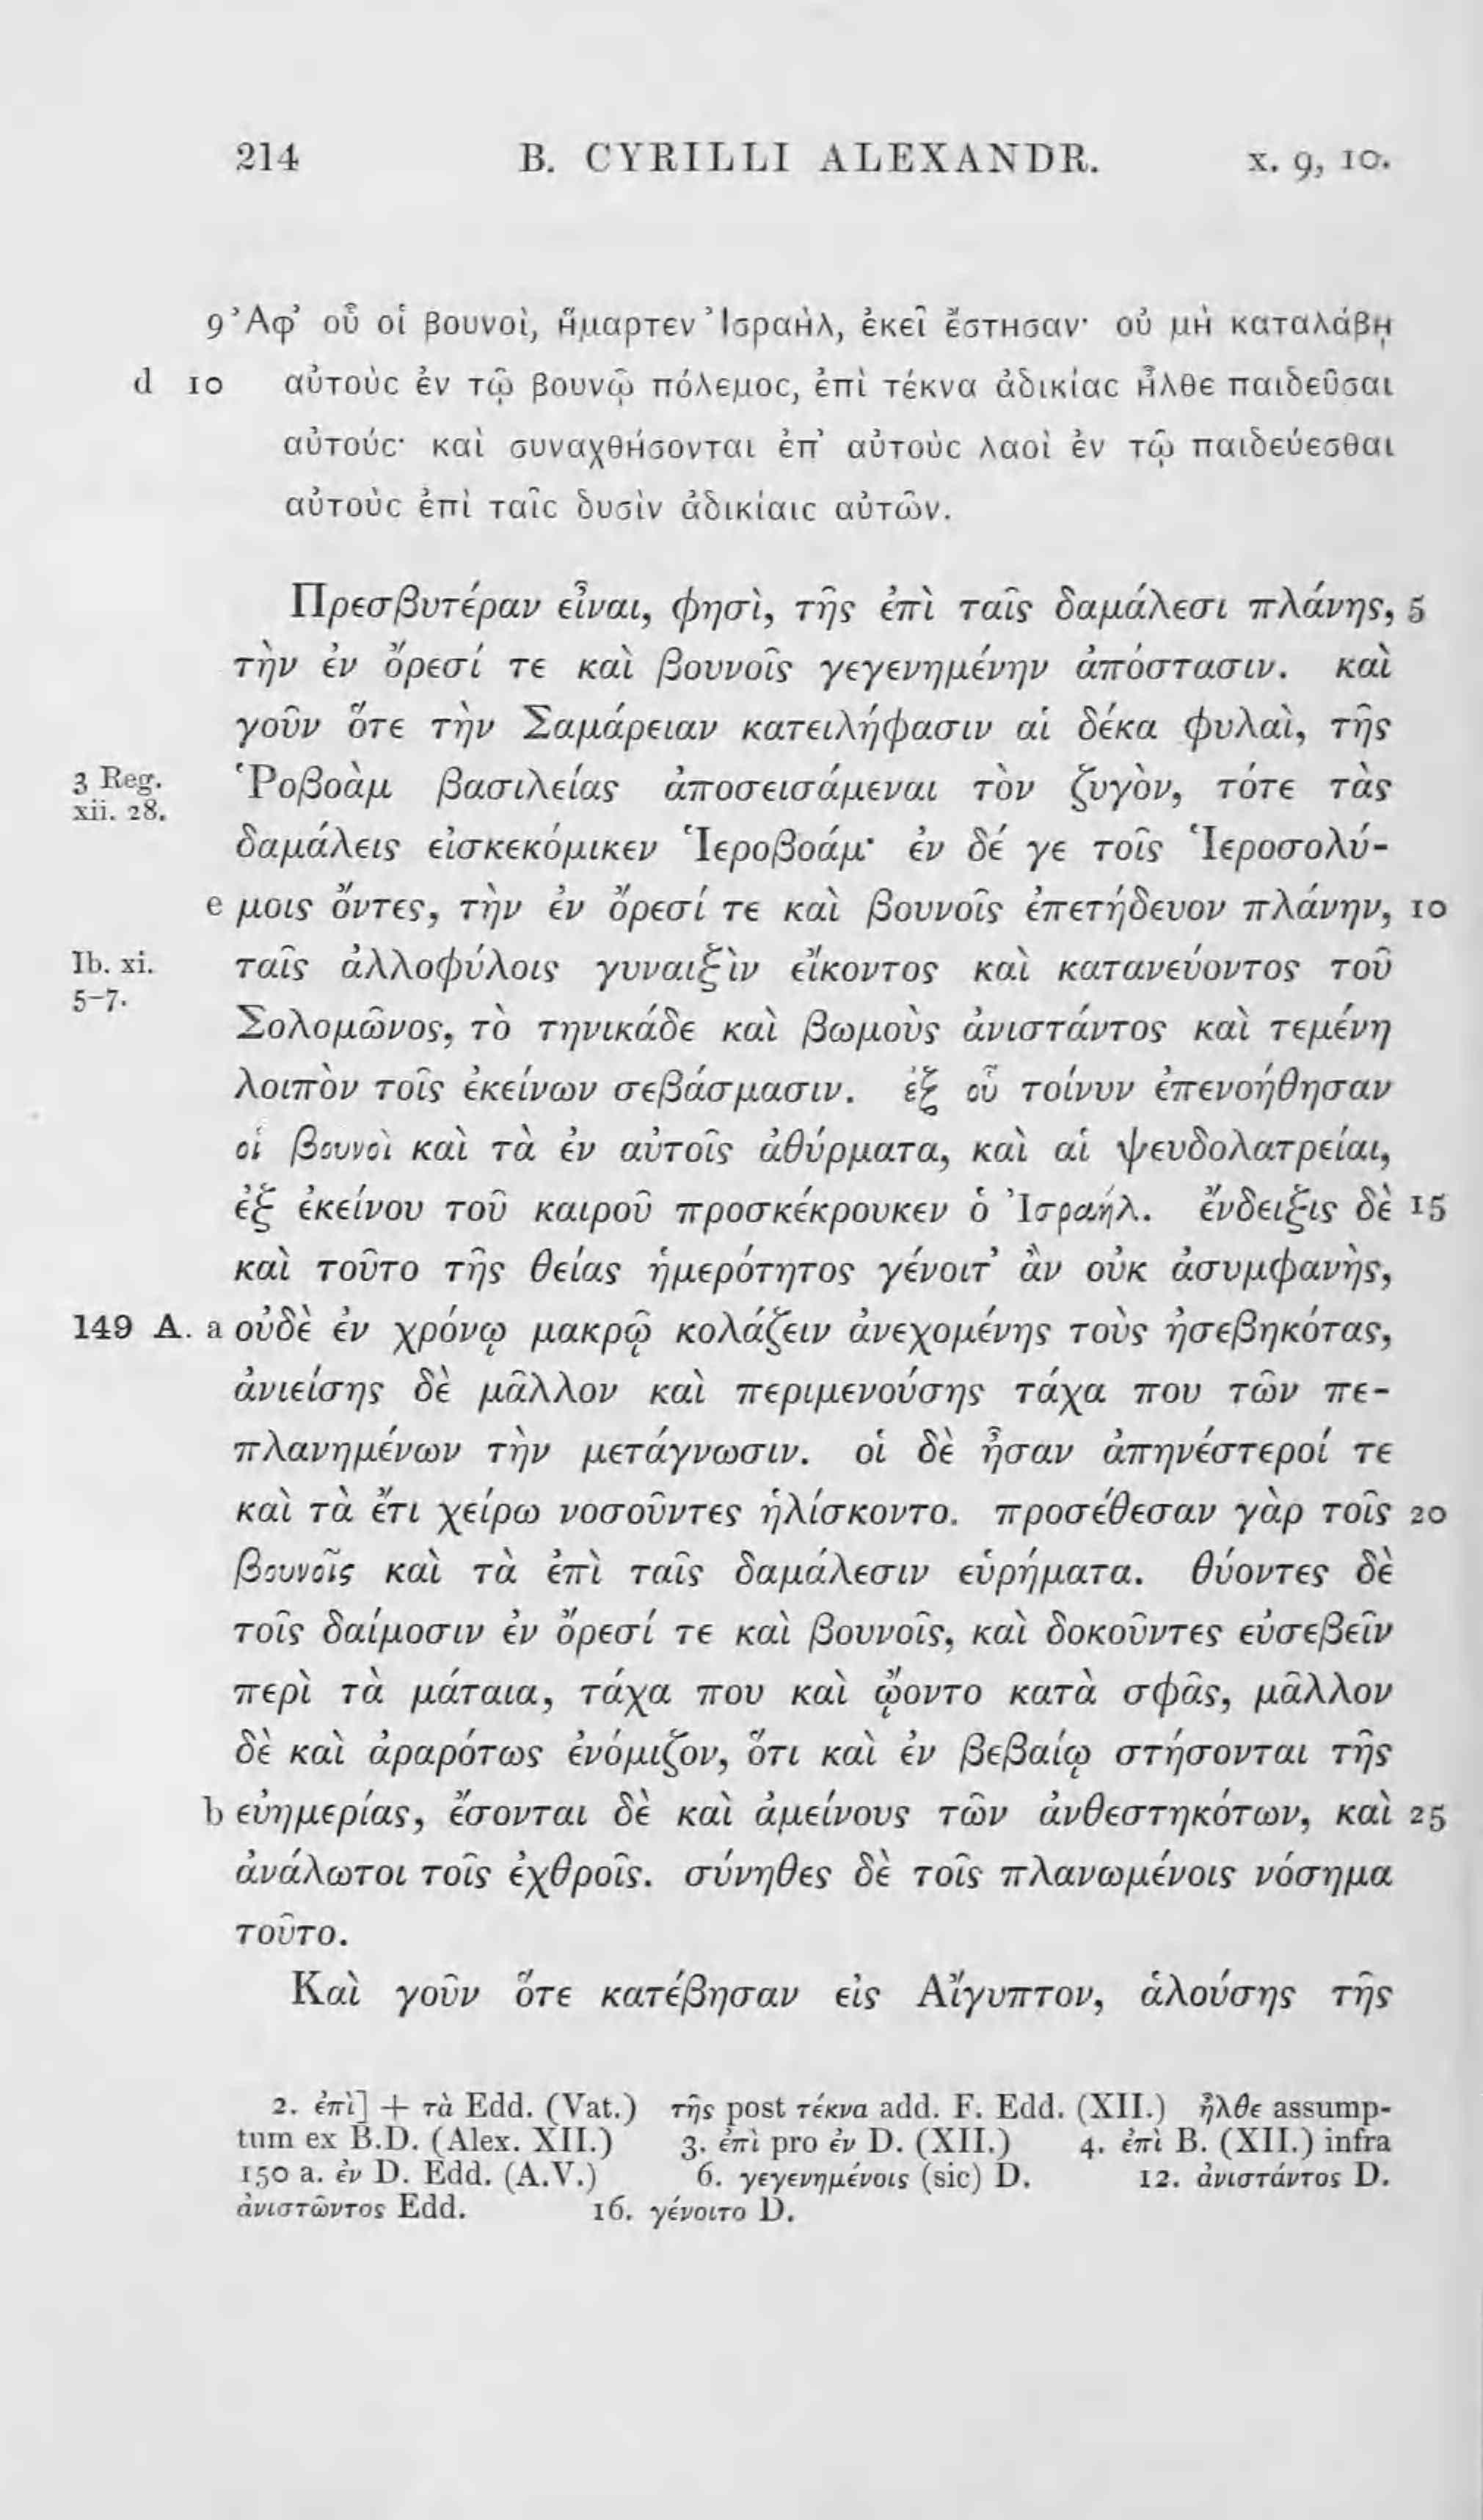 214 B. CYRILLI ALEXANDR. x. 9, 10.
9 Ἀφ’ οὗ οἱ βουνοὶ, ἥμαρτεν Ἰσραὴλ, ἐκεῖ ἔστησαν· οὐ μὴ καταλάβῃ
d 10 αὐτοὺς ἐν τῷ βουνῷ πόλεμος, ἐπὶ τέκνα ἀδικίας ἦλθε παιδεῦσαι
αὐτούς· καὶ συναχθήσονται ἐπ’ αὐτοὺς λαοὶ ἐν τῷ παιδεύεσθαι
αὐτοὺς ἐπὶ ταῖς δυσὶν ἀδικίαις αὐτῶν.
Πρεσβυτέραν εἶναι, φησὶ, τῆς ἐπὶ ταῖς δαμάλεσι πλάνης, 5
τὴν ἐν ὄρεσί τε καὶ βουνοῖς γεγενημένην ἀπόστασιν. καὶ
γοῦν ὅτε τὴν Σαμάρειαν κατειλήφασιν αἱ δέκα φυλαὶ, τῆς
3 Reg. xii. 28. Ῥοβοὰμ βασιλείας ἀποσεισάμεναι τὸν ζυγὸν, τότε τὰς
δαμάλεις εἰσκεκόμικεν Ἱεροβοάμ· ἐν δέ γε τοῖς Ἱεροσολύ-
e μοις ὄντες, τὴν ἐν ὄρεσί τε καὶ βουνοῖς ἐπετήδευον πλάνην, 10
Ib. xi. 5-7. ταῖς ἀλλοφύλοις γυναιξὶν εἴκοντος καὶ κατανεύοντος τοῦ
Σολομῶνος, τὸ τηνικάδε καὶ βωμοὺς ἀνιστάντος καὶ τεμένη
λοιπὸν τοῖς ἐκείνων σεβάσμασιν. ἐξ οὗ τοίνυν ἐπενοήθησαν
οἱ βουνοὶ καὶ τὰ ἐν αὐτοῖς ἀθύρματα, καὶ αἱ ψευδολατρείαι,
ἐξ ἐκείνου τοῦ καιροῦ προσκέκρουκεν ὁ Ἰσραήλ. ἔνδειξις δὲ 15
καὶ τοῦτο τῆς θείας ἡμερότητος γένοιτ’ ἂν οὐκ ἀσυμφανὴς,
149 A. a οὐδὲ ἐν χρόνῳ μακρῷ κολάζειν ἀνεχομένης τοὺς ἠσεβηκότας,
ἀνιείσης δὲ μᾶλλον καὶ περιμενούσης τάχα που τῶν πε-
πλανημένων τὴν μετάγνωσιν. οἱ δὲ ἦσαν ἀπηνέστεροί τε
καὶ τὰ ἔτι χείρω νοσοῦντες ἡλίσκοντο. προσέθεσαν γὰρ τοῖς 20
βουνοῖς καὶ τὰ ἐπὶ ταῖς δαμάλεσιν εὑρήματα. θύοντες δὲ
τοῖς δαίμοσιν ἐν ὄρεσί τε καὶ βουνοῖς, καὶ δοκοῦντες εὐσεβεῖν
περὶ τὰ μάταια, τάχα που καὶ ᾤοντο κατὰ σφᾶς, μᾶλλον
δὲ καὶ ἀραρότως ἐνόμιζον, ὅτι καὶ ἐν βεβαίῳ στήσονται τῆς
b εὐημερίας, ἔσονται δὲ καὶ ἀμείνους τῶν ἀνθεστηκότων, καὶ 25
ἀνάλωτοι τοῖς ἐχθροῖς. σύνηθες δὲ τοῖς πλανωμένοις νόσημα
τοῦτο.
Καὶ γοῦν ὅτε κατέβησαν εἰς Αἴγυπτον, ἁλούσης τῆς
2. ἐπὶ] + τὰ Edd. (Vat.) τῆς post τέκνα add. F. Edd. (XII.) ἦλθε assump-
tum ex B.D. (Alex. XII.) 3. ἐπὶ pro ἐν D. (XII.) 4. ἐπὶ B. (XII.) infra
150 a. ἐν D. Edd. (A.V.) 6. γεγενημένοις (sic) D. 12. ἀνιστάντος D.
ἀνιστῶντος Edd. 16. γένοιτο D.